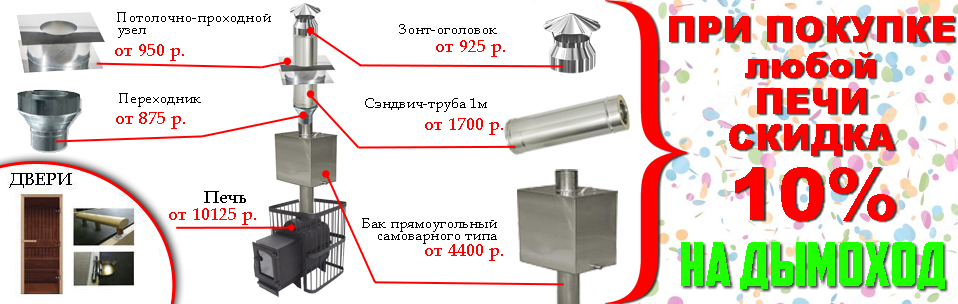 Потолочно-проходной
узел
от 950 р.
Переходник
от 875 р.
ДВЕРИ
Печь
от 10125 р.
Зонт-оголовок
от 925 р.
Сэндвич-труба 1м
от 1700 р.
Бак прямоугольный
самоварного типа
от 4400 р.
ПРИ ПОКУПКЕ
любой
ПЕЧИ
СКИДКА
10%
НА ДЫМОХОД